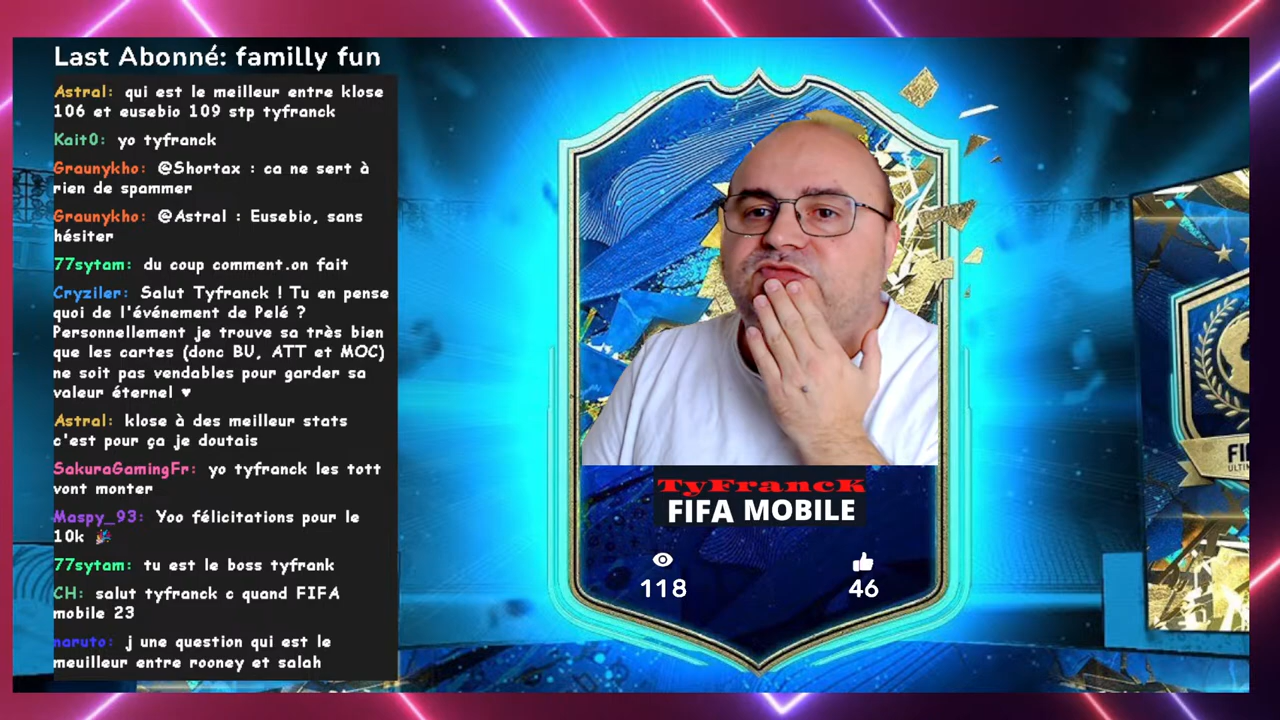 Last Abonné: familly fun
Astral: qui est le meilleur entre klose
106 et eusebio 109 stp tyfranck
Kait0: yo tyfranck
Graunykho: @Shortax : ca ne sert à
rien de spammer
Graunykho: @Astral : Eusebio, sans
hésiter
77sytam: du coup comment.on fait
Cryziler: Salut Tyfranck ! Tu en pense
quoi de l'événement de Pelé ?
Personnellement je trouve sa très bien
que les cartes (donc BU, ATT et MOC)
ne soit pas vendables pour garder sa
valeur éternel ♥
Astral: klose à des meilleur stats
c'est pour ça je doutais
SakuraGamingFr: yo tyfranck les tott
vont monter
Maspy_93: Yoo félicitations pour le
10k 🎉
77sytam: tu est le boss tyfrank
CH: salut tyfranck c quand FIFA
mobile 23
naruto: j une question qui est le
meuilleur entre rooney et salah
TyFrancK
FIFA MOBILE
118
46